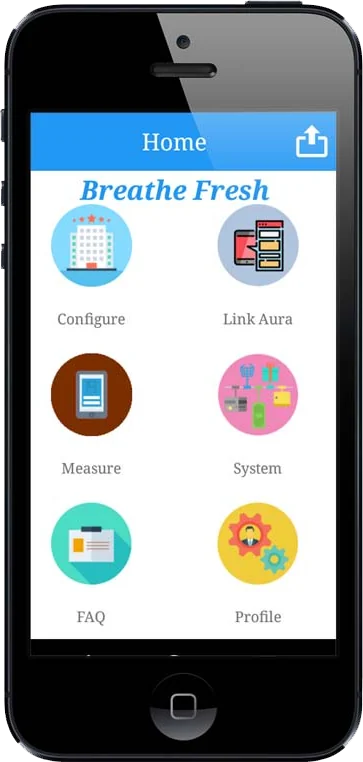 Home
Breathe Fresh
Configure
Link Aura
Measure
System
FAQ
Profile